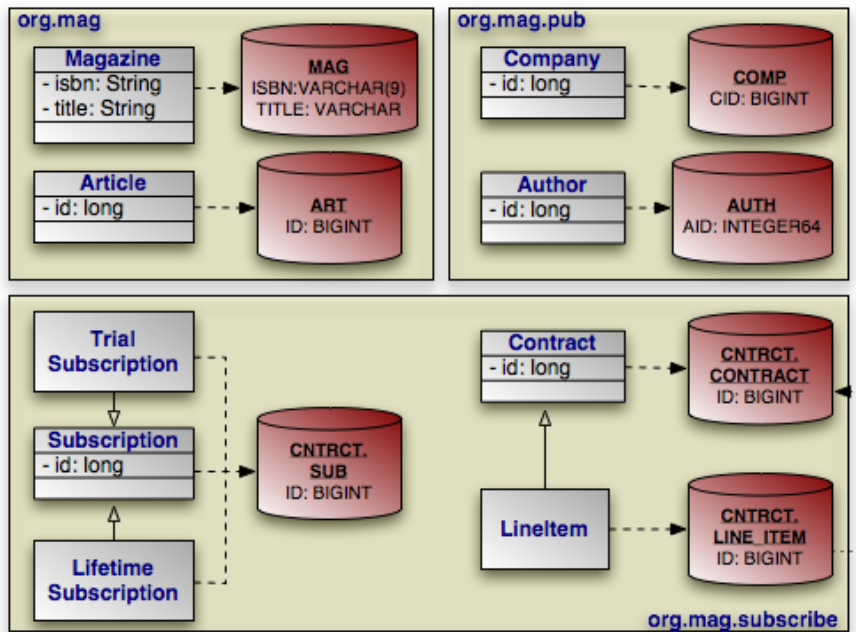 org.mag
Magazine
- isbn: String
- title: String
MAG
ISBN:VARCHAR(9)
TITLE: VARCHAR
Article
- id: long
ART
ID: BIGINT
org.mag.pub
Company
- id: long
COMP
CID: BIGINT
Author
- id: long
AUTH
AID: INTEGER64
Trial
Subscription
Subscription
- id: long
Lifetime
Subscription
CNTRCT.
SUB
ID: BIGINT
Contract
- id: long
CNTRCT.
CONTRACT
ID: BIGINT
LineItem
CNTRCT.
LINE_ITEM
ID: BIGINT
org.mag.subscribe